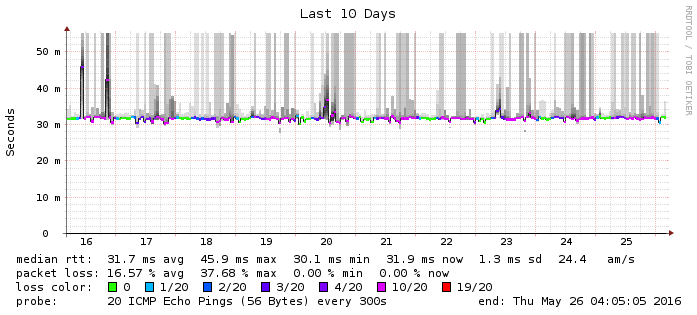 Last 10 Days
RRDTOOL / TOBI OETIKER
Seconds
50 m
40 m
30 m
20 m
10 m
0
16 17 18 19 20 21 22 23 24 25
median rtt: 31.7 ms avg 45.9 ms max 30.1 ms min 31.9 ms now 1.3 ms sd 24.4 am/s
packet loss: 16.57 % avg 37.68 % max 0.00 % min 0.00 % now
loss color: 0 1/20 2/20 3/20 4/20 10/20 19/20
probe: 20 ICMP Echo Pings (56 Bytes) every 300s end: Thu May 26 04:05:05 2016